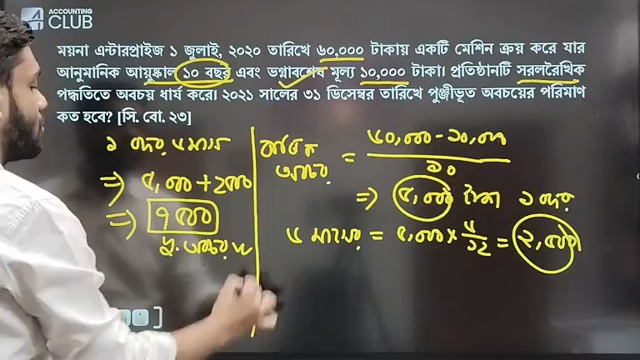 ACCOUNTING
CLUB
ময়না এন্টারপ্রাইজ ১ জুলাই, ২০২০ তারিখে ৬০,০০০ টাকায় একটি মেশিন ক্রয় করে যার
আনুমানিক আয়ুষ্কাল ১০ বছর এবং ভগ্নাবশেষ মূল্য ১০,০০০ টাকা। প্রতিষ্ঠানটি সরলরৈখিক
পদ্ধতিতে অবচয় ধার্য করে। ২০২১ সালের ৩১ ডিসেম্বর তারিখে পুঞ্জীভূত অবচয়ের পরিমাণ
কত হবে? [সি. বো. ২৩]
১ বছর ৬ মাস
⇒ ৫,০০০ + ২৫০০
⇒ ৭৫০০
পু. অবচয়
বার্ষিক অবচয় = ৬০,০০০ - ১০,০০০
১০
⇒ ৫,০০০ টাকা ১ বছর
৬ মাসের = ৫,০০০ × ৬/১২ = ২,৫০০